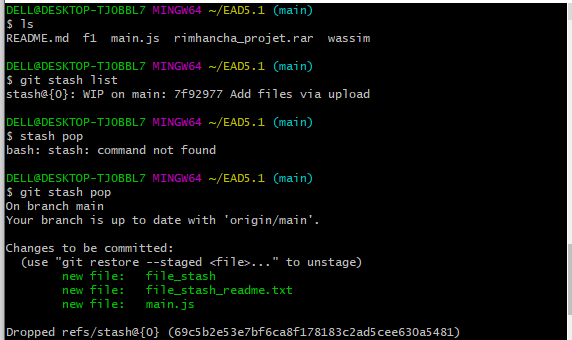 DELL@DESKTOP-TJOBBL7 MINGW64 ~/EAD5.1 (main)
$ ls
README.md  f1  main.js  rimhancha_projet.rar  wassim

DELL@DESKTOP-TJOBBL7 MINGW64 ~/EAD5.1 (main)
$ git stash list
stash@{0}: WIP on main: 7f92977 Add files via upload

DELL@DESKTOP-TJOBBL7 MINGW64 ~/EAD5.1 (main)
$ stash pop
bash: stash: command not found

DELL@DESKTOP-TJOBBL7 MINGW64 ~/EAD5.1 (main)
$ git stash pop
On branch main
Your branch is up to date with 'origin/main'.

Changes to be committed:
  (use "git restore --staged <file>..." to unstage)
        new file:   file_stash
        new file:   file_stash_readme.txt
        new file:   main.js

Dropped refs/stash@{0} (69c5b2e53e7bf6ca8f178183c2ad5cee630a5481)